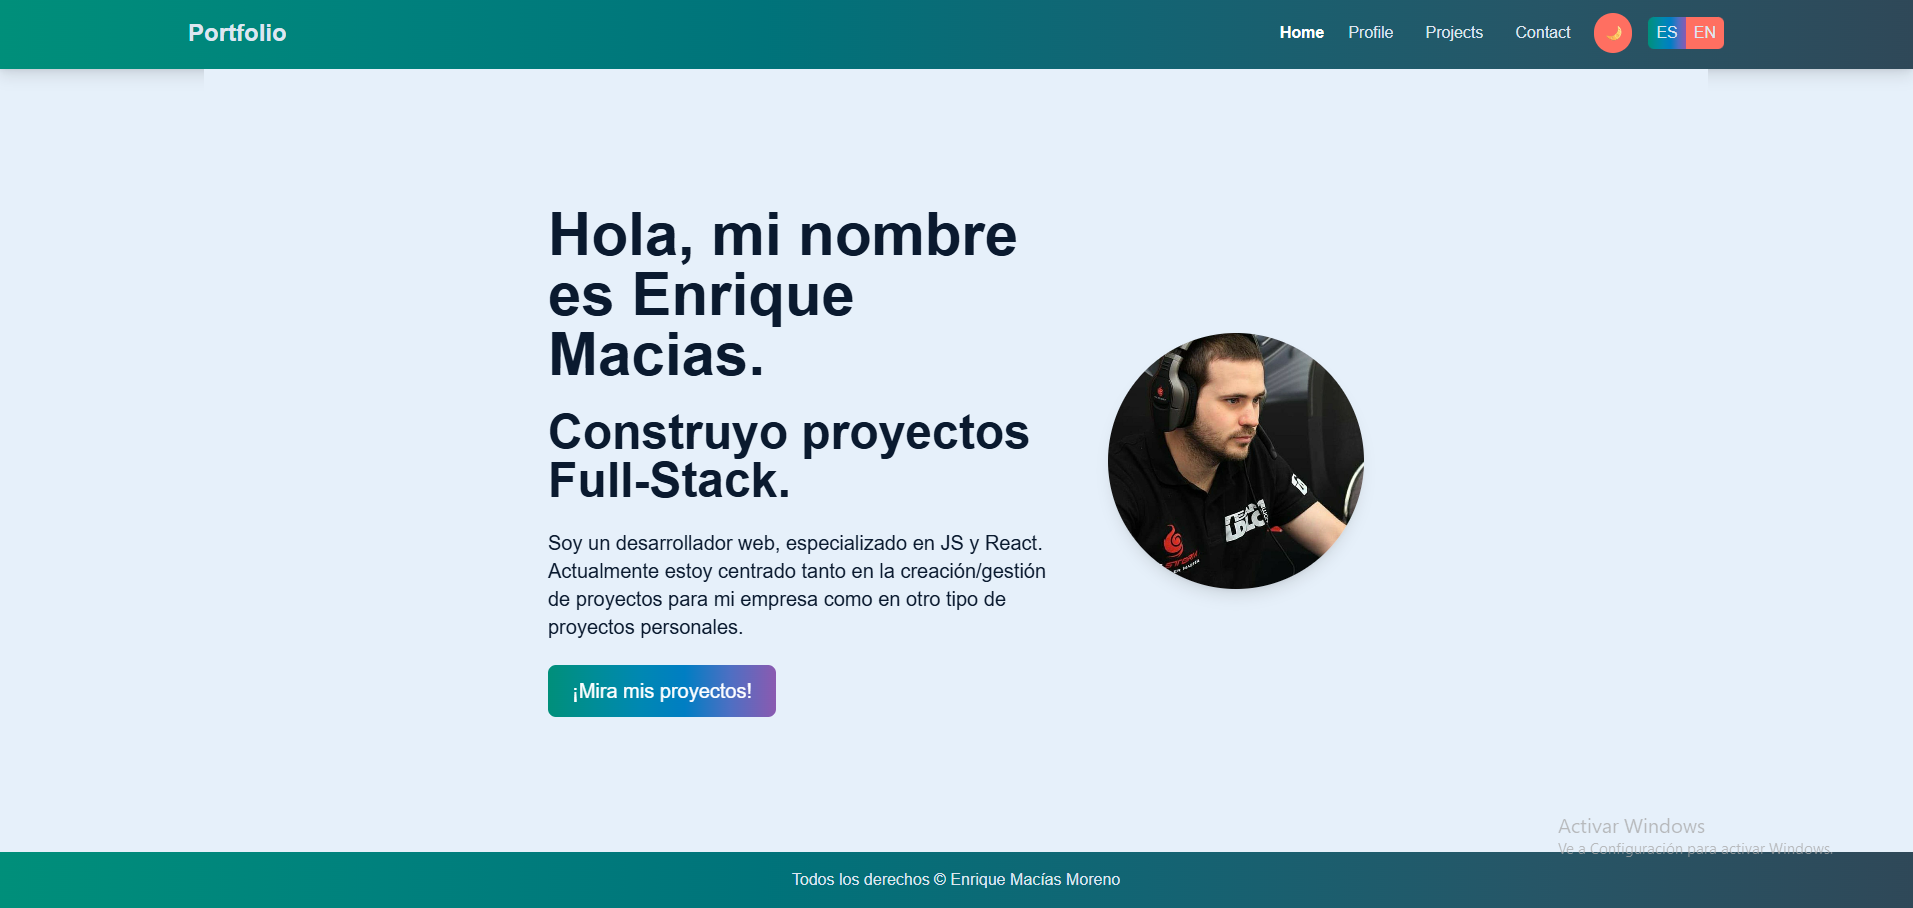 Portfolio
Home Profile Projects Contact ES EN
Hola, mi nombre
es Enrique
Macias.
Construyo proyectos
Full-Stack.
Soy un desarrollador web, especializado en JS y React.
Actualmente estoy centrado tanto en la creación/gestión
de proyectos para mi empresa como en otro tipo de
proyectos personales.
¡Mira mis proyectos!
Activar Windows
Ve a Configuración para activar Windows.
Todos los derechos © Enrique Macías Moreno